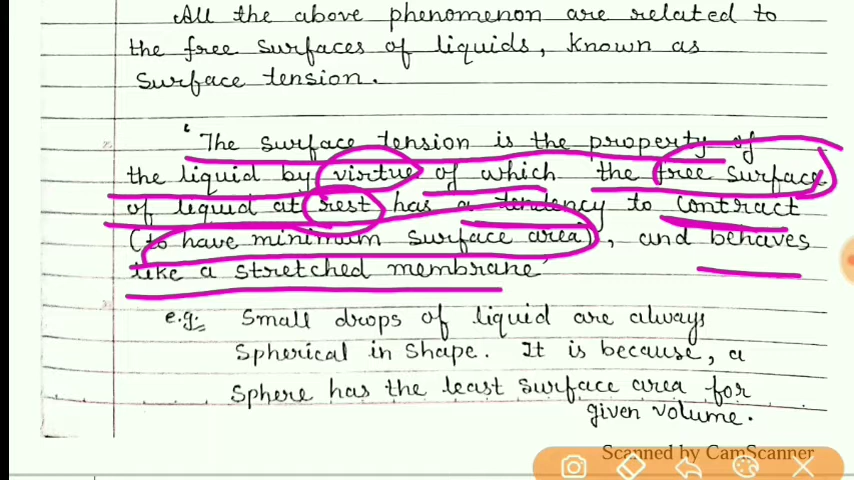 All the above phenomenon are related to
the free surfaces of liquids, known as
Surface tension.
“The surface tension is the property of
the liquid by virtue of which the free surface
of liquid at rest has a tendency to contract
(to have minimum surface area), and behaves
like a stretched membrane”
e.g:- Small drops of liquid are always
spherical in shape. It is because, a
sphere has the least surface area for
given volume.
Scanned by CamScanner